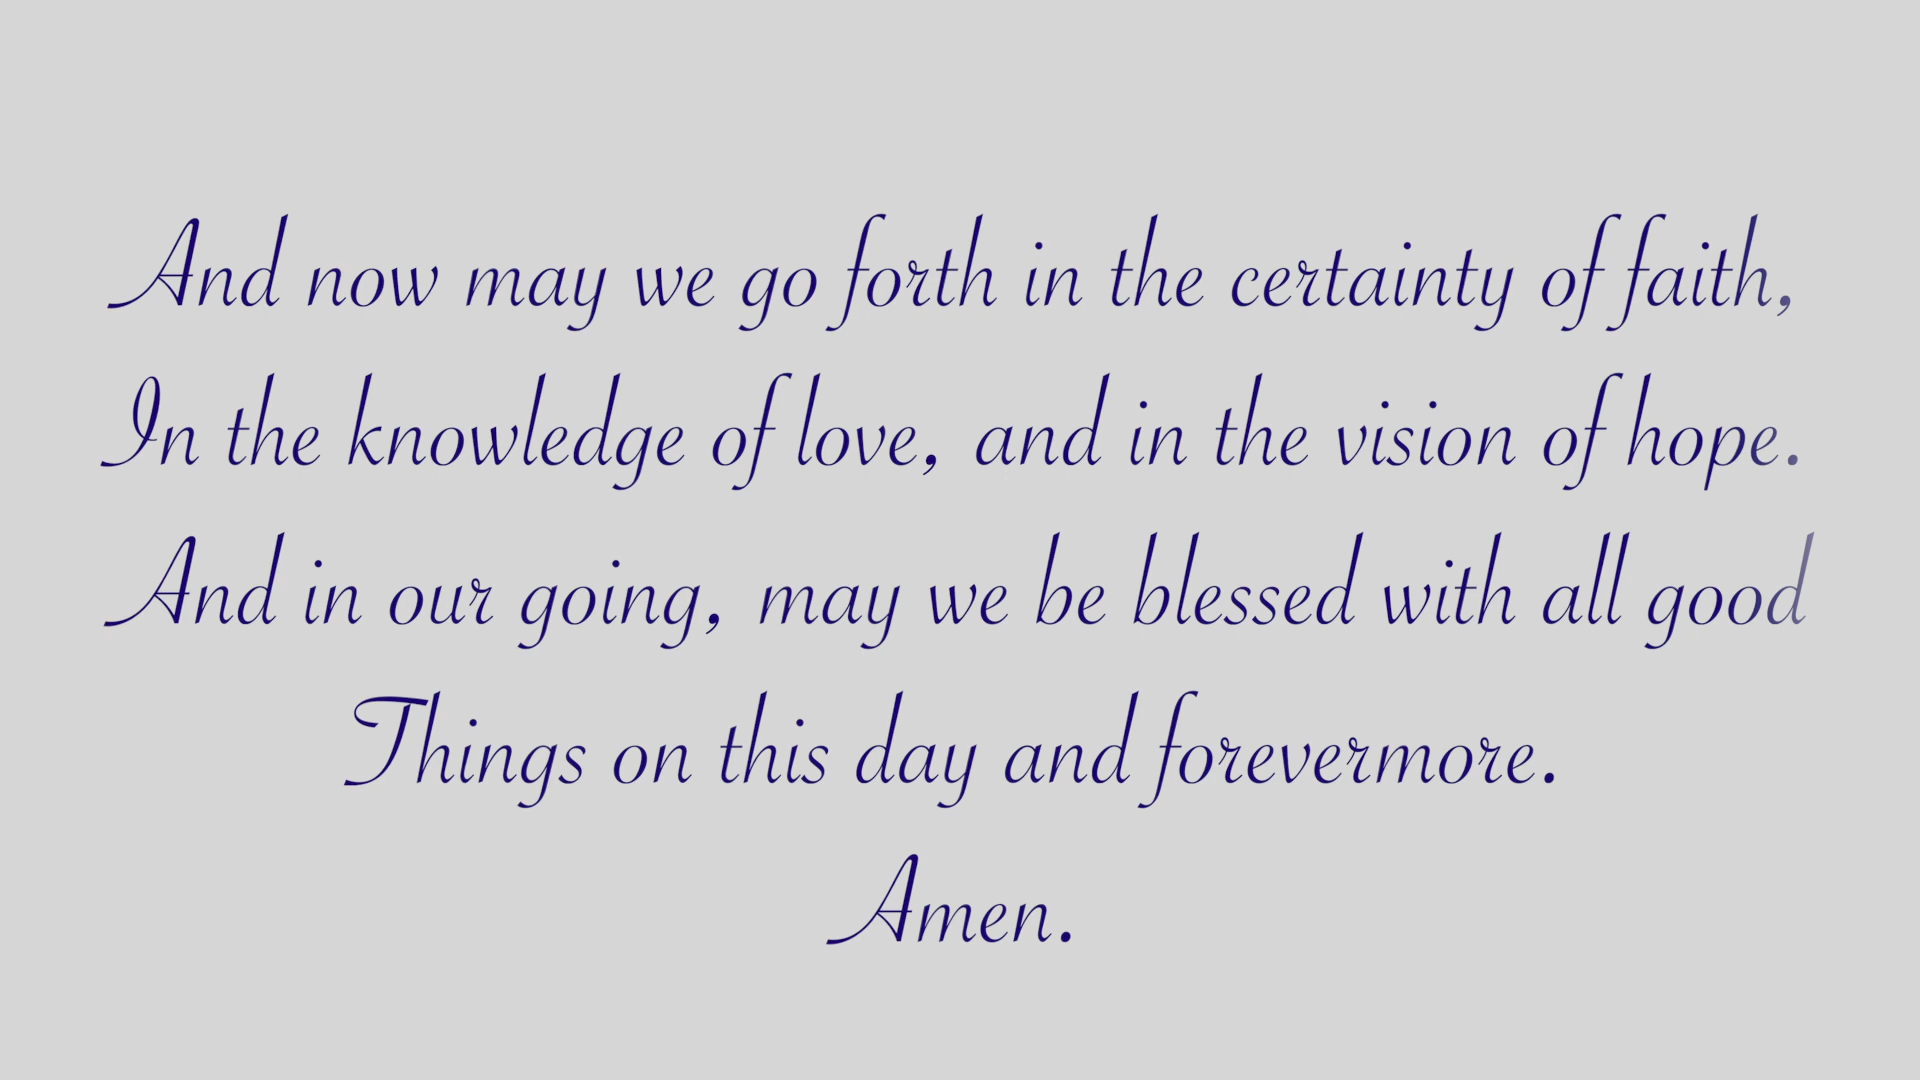 And now may we go forth in the certainty of faith,
In the knowledge of love, and in the vision of hope.
And in our going, may we be blessed with all good
Things on this day and forevermore.
Amen.